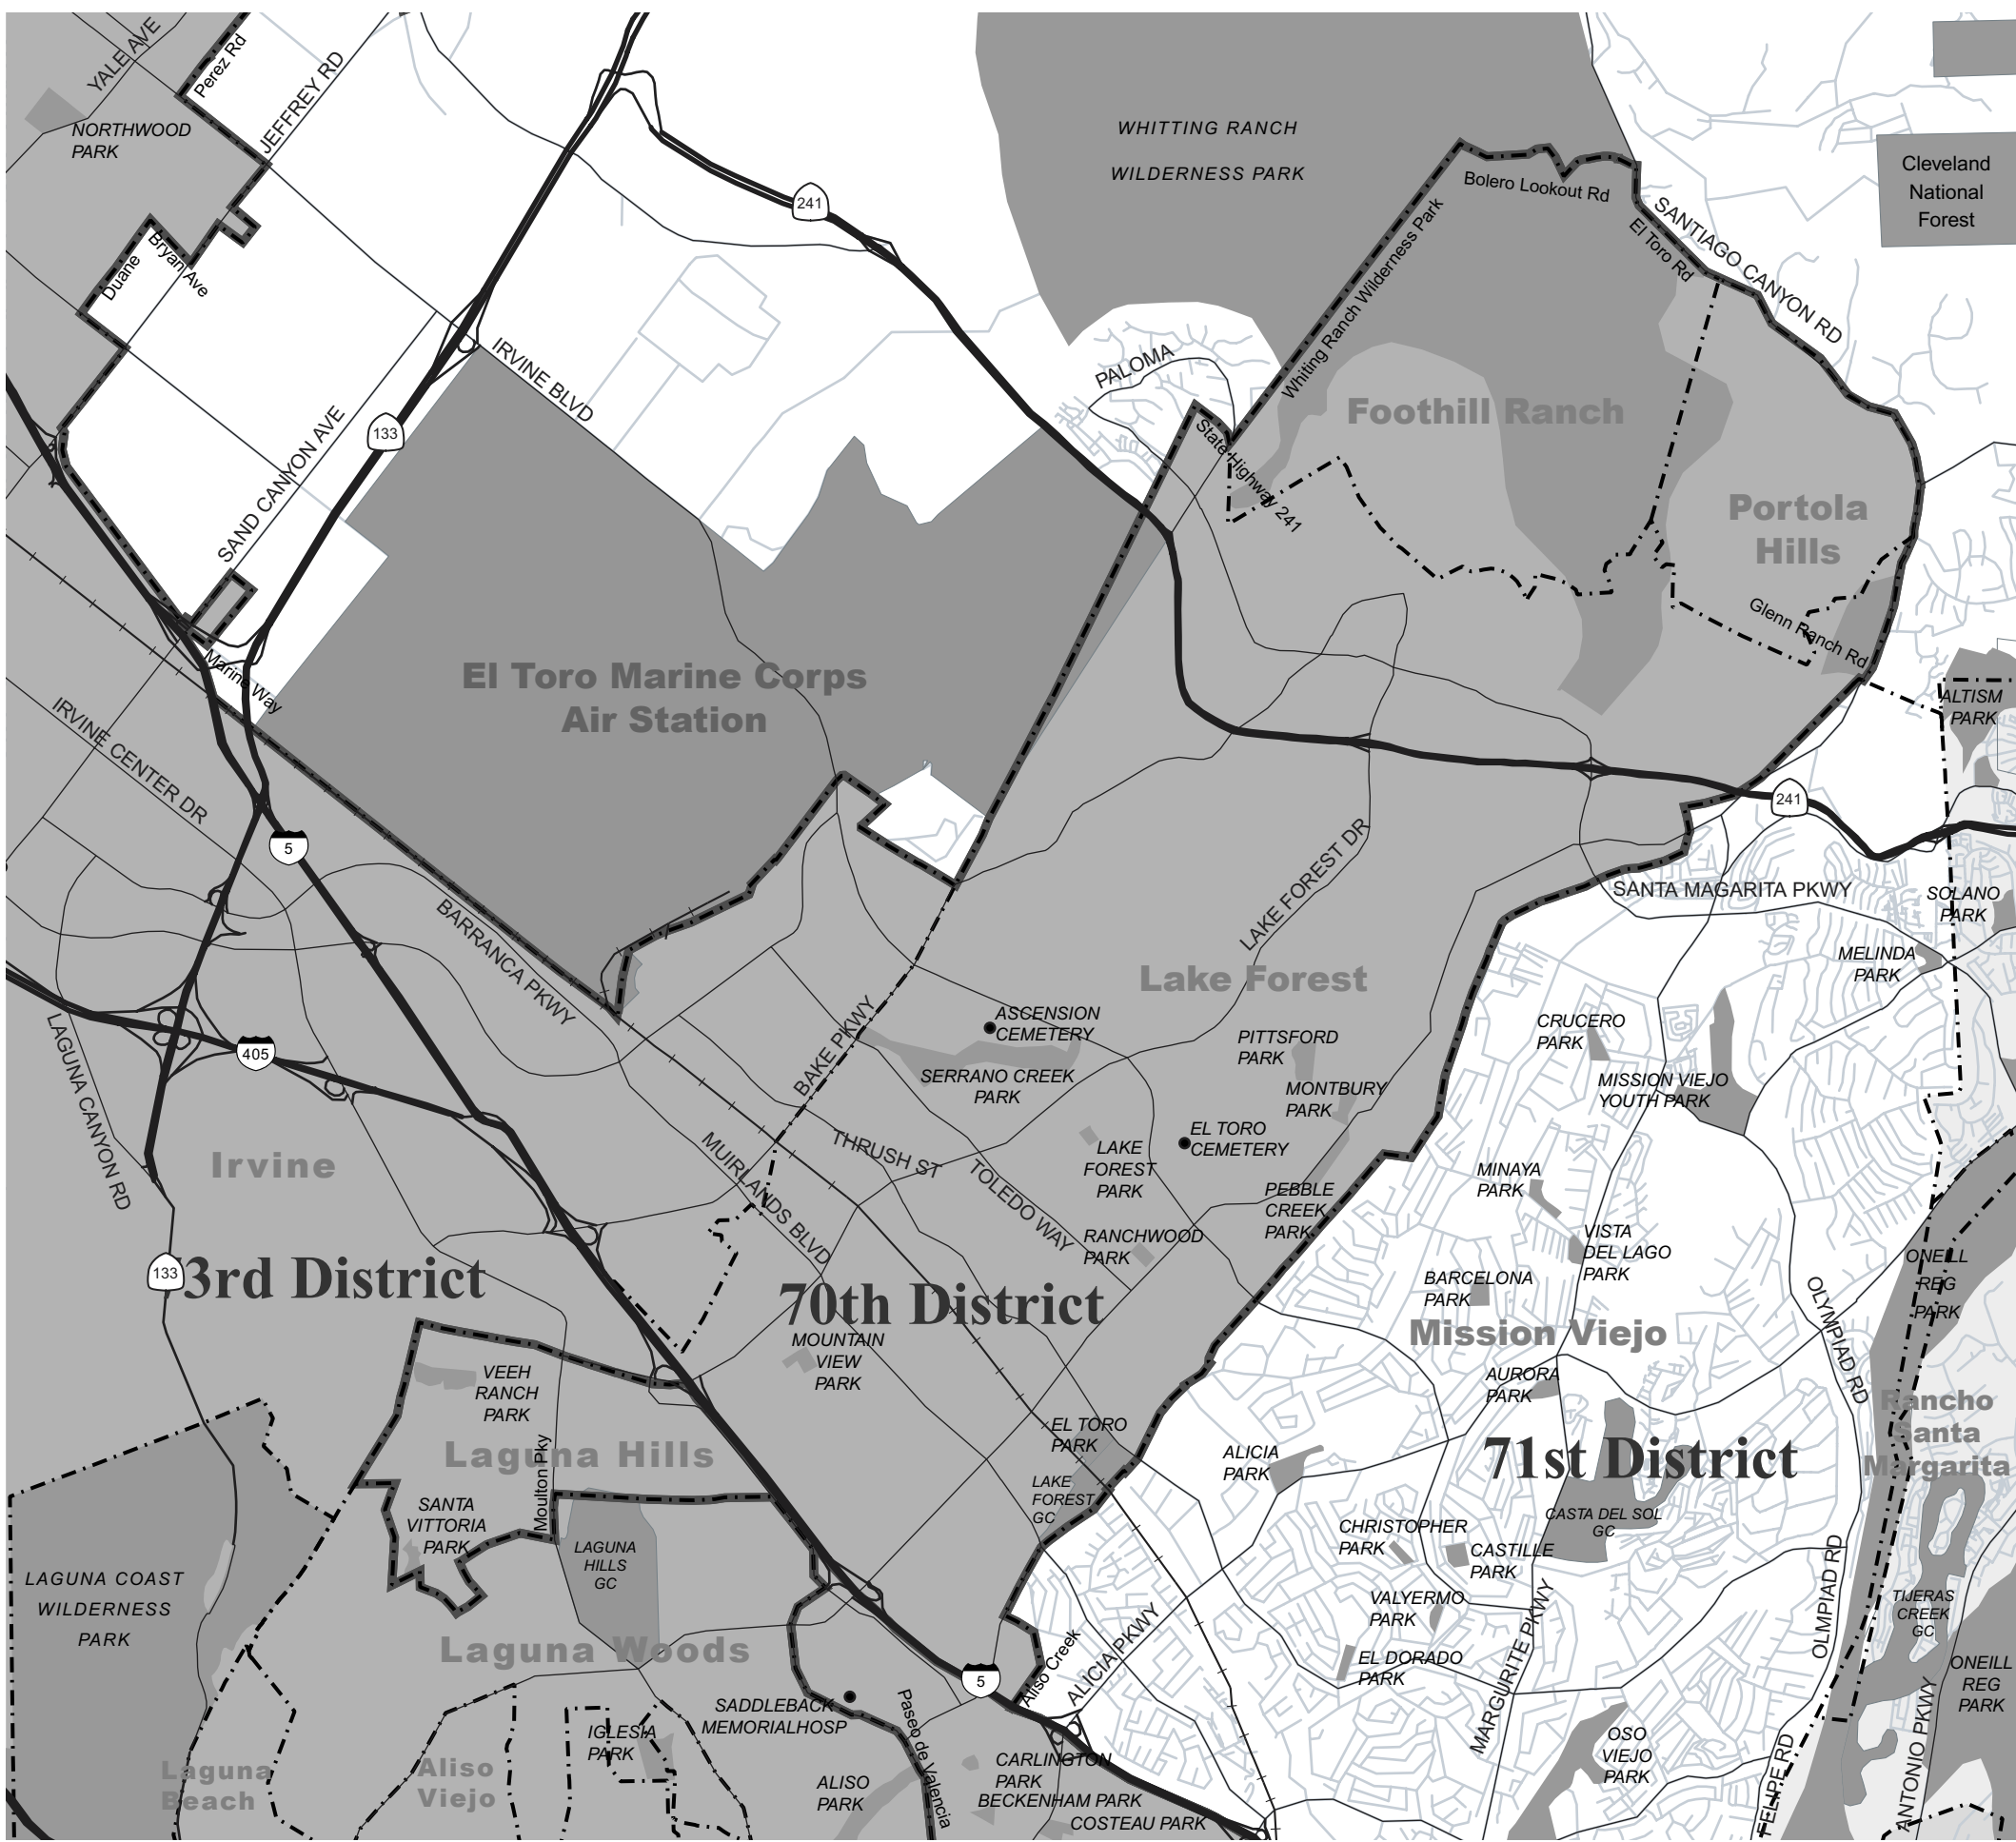 YALE AVE
Perez Rd
JEFFREY RD
NORTHWOOD
PARK
WHITTING RANCH
WILDERNESS PARK
Cleveland
National
Forest
241
Bolero Lookout Rd
SANTIAGO CANYON RD
El Toro Rd
Whiting Ranch Wilderness Park
Duane
Bryan Ave
IRVINE BLVD
PALOMA
133
SAND CANYON AVE
State Highway 241
Foothill Ranch
Portola
Hills
Glenn Ranch Rd
El Toro Marine Corps
Air Station
Marine Way
IRVINE CENTER DR
5
ALTISM
PARK
241
LAKE FOREST DR
SANTA MAGARITA PKWY
SOLANO
PARK
MELINDA
PARK
BARRANCA PKWY
Lake Forest
LAGUNA CANYON RD
405
BAKE PKWY
ASCENSION
CEMETERY
SERRANO CREEK
PARK
PITTSFORD
PARK
MONTBURY
PARK
CRUCERO
PARK
MISSION VIEJO
YOUTH PARK
EL TORO
CEMETERY
LAKE
FOREST
PARK
THRUSH ST
MUIRLANDS BLVD
TOLEDO WAY
Irvine
MINAYA
PARK
PEBBLE
CREEK
PARK
RANCHWOOD
PARK
VISTA
DEL LAGO
PARK
ONEILL
REG
PARK
133
3rd District
70th District
BARCELONA
PARK
OLYMPIAD RD
Mission Viejo
MOUNTAIN
VIEW
PARK
VEEH
RANCH
PARK
AURORA
PARK
Rancho
Santa
Margarita
Laguna Hills
Moulton Pky
EL TORO
PARK
ALICIA
PARK
71st District
LAKE
FOREST
GC
SANTA
VITTORIA
PARK
CASTA DEL SOL
GC
CHRISTOPHER
PARK
CASTILLE
PARK
LAGUNA
HILLS
GC
LAGUNA COAST
WILDERNESS
PARK
VALYERMO
PARK
OLMPIAD RD
TIJERAS
CREEK
GC
Laguna Woods
Aliso Creek
ALICIA PKWY
EL DORADO
PARK
MARGURITE PKWY
ONEILL
REG
PARK
5
SADDLEBACK
MEMORIALHOSP
Paseo de Valencia
IGLESIA
PARK
OSO
VIEJO
PARK
FELIPE RD
ANTONIO PKWY
Laguna
Beach
Aliso
Viejo
ALISO
PARK
CARLINGTON
PARK
BECKENHAM PARK
COSTEAU PARK